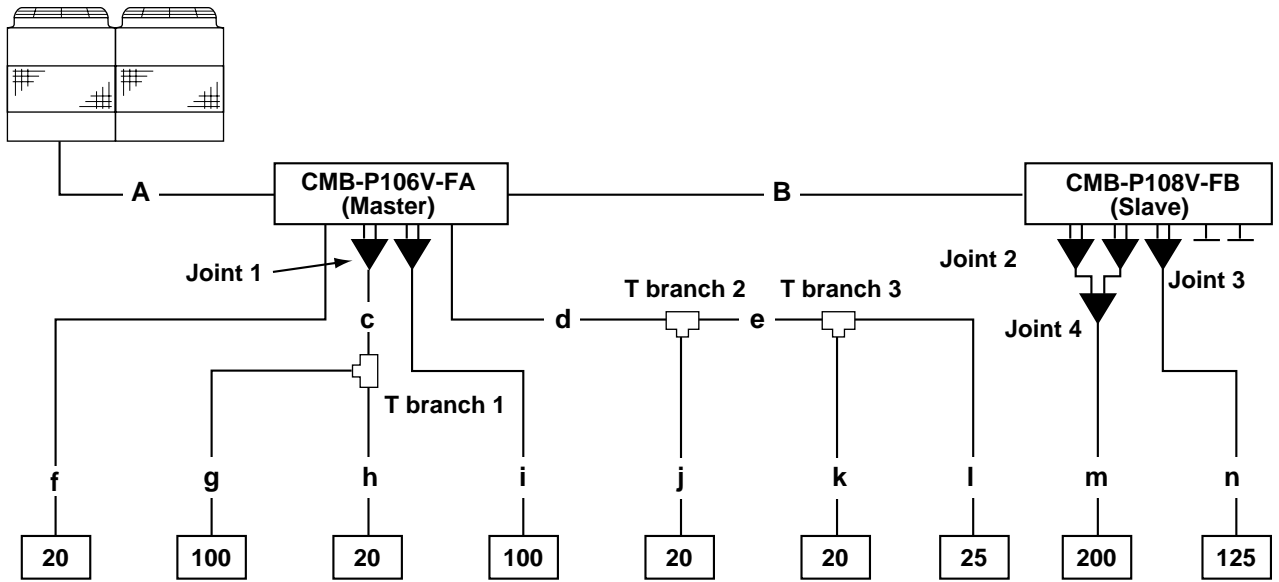 A
CMB-P106V-FA
(Master)
B
CMB-P108V-FB
(Slave)
Joint 1
Joint 2
Joint 3
T branch 2
T branch 3
c
d
e
Joint 4
T branch 1
f
g
h
i
j
k
l
m
n
20
100
20
100
20
20
25
200
125